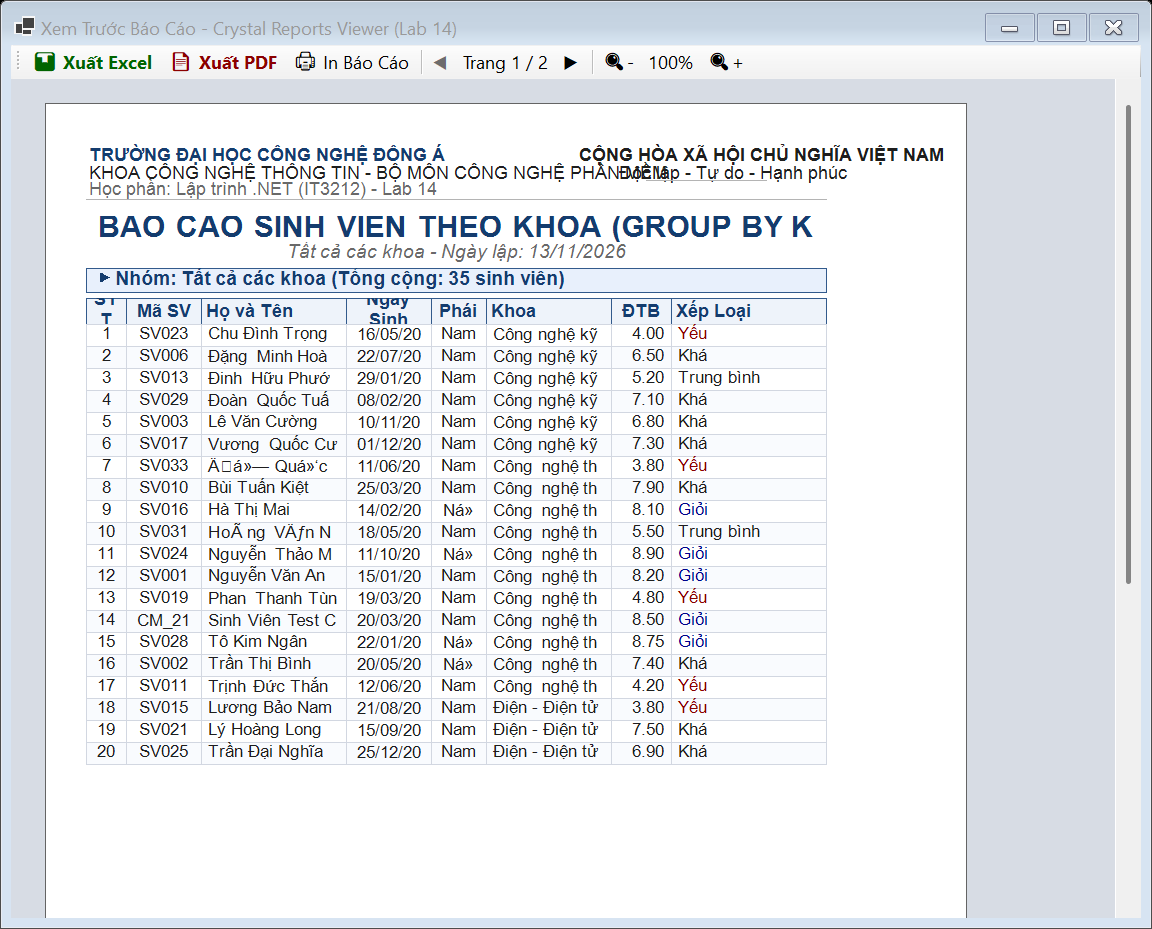 Xem Trước Báo Cáo - Crystal Reports Viewer (Lab 14)
Xuất Excel Xuất PDF In Báo Cáo Trang 1 / 2 - 100% +
TRƯỜNG ĐẠI HỌC CÔNG NGHỆ ĐÔNG Á CỘNG HÒA XÃ HỘI CHỦ NGHĨA VIỆT NAM
KHOA CÔNG NGHỆ THÔNG TIN - BỘ MÔN CÔNG NGHỆ PHẦN MỀM Độc lập - Tự do - Hạnh phúc
Học phần: Lập trình .NET (IT3212) - Lab 14
BAO CAO SINH VIEN THEO KHOA (GROUP BY K
Tất cả các khoa - Ngày lập: 13/11/2026
Nhóm: Tất cả các khoa (Tổng cộng: 35 sinh viên)
STT Mã SV Họ và Tên Ngày Sinh Phái Khoa ĐTB Xếp Loại
1 SV023 Chu Đình Trọng 16/05/20 Nam Công nghệ kỹ 4.00 Yếu
2 SV006 Đặng Minh Hoà 22/07/20 Nam Công nghệ kỹ 6.50 Khá
3 SV013 Đinh Hữu Phướ 29/01/20 Nam Công nghệ kỹ 5.20 Trung bình
4 SV029 Đoàn Quốc Tuấ 08/02/20 Nam Công nghệ kỹ 7.10 Khá
5 SV003 Lê Văn Cường 10/11/20 Nam Công nghệ kỹ 6.80 Khá
6 SV017 Vương Quốc Cư 01/12/20 Nam Công nghệ kỹ 7.30 Khá
7 SV033 Ä□á»— Quá»‘c 11/06/20 Nam Công nghệ th 3.80 Yếu
8 SV010 Bùi Tuấn Kiệt 25/03/20 Nam Công nghệ th 7.90 Khá
9 SV016 Hà Thị Mai 14/02/20 Ná» Công nghệ th 8.10 Giỏi
10 SV031 HoÃ ng VÄƒn N 18/05/20 Nam Công nghệ th 5.50 Trung bình
11 SV024 Nguyễn Thảo M 11/10/20 Ná» Công nghệ th 8.90 Giỏi
12 SV001 Nguyễn Văn An 15/01/20 Nam Công nghệ th 8.20 Giỏi
13 SV019 Phan Thanh Tùn 19/03/20 Nam Công nghệ th 4.80 Yếu
14 CM_21 Sinh Viên Test C 20/03/20 Nam Công nghệ th 8.50 Giỏi
15 SV028 Tô Kim Ngân 22/01/20 Ná» Công nghệ th 8.75 Giỏi
16 SV002 Trần Thị Bình 20/05/20 Ná» Công nghệ th 7.40 Khá
17 SV011 Trịnh Đức Thắn 12/06/20 Nam Công nghệ th 4.20 Yếu
18 SV015 Lương Bảo Nam 21/08/20 Nam Điện - Điện tử 3.80 Yếu
19 SV021 Lý Hoàng Long 15/09/20 Nam Điện - Điện tử 7.50 Khá
20 SV025 Trần Đại Nghĩa 25/12/20 Nam Điện - Điện tử 6.90 Khá